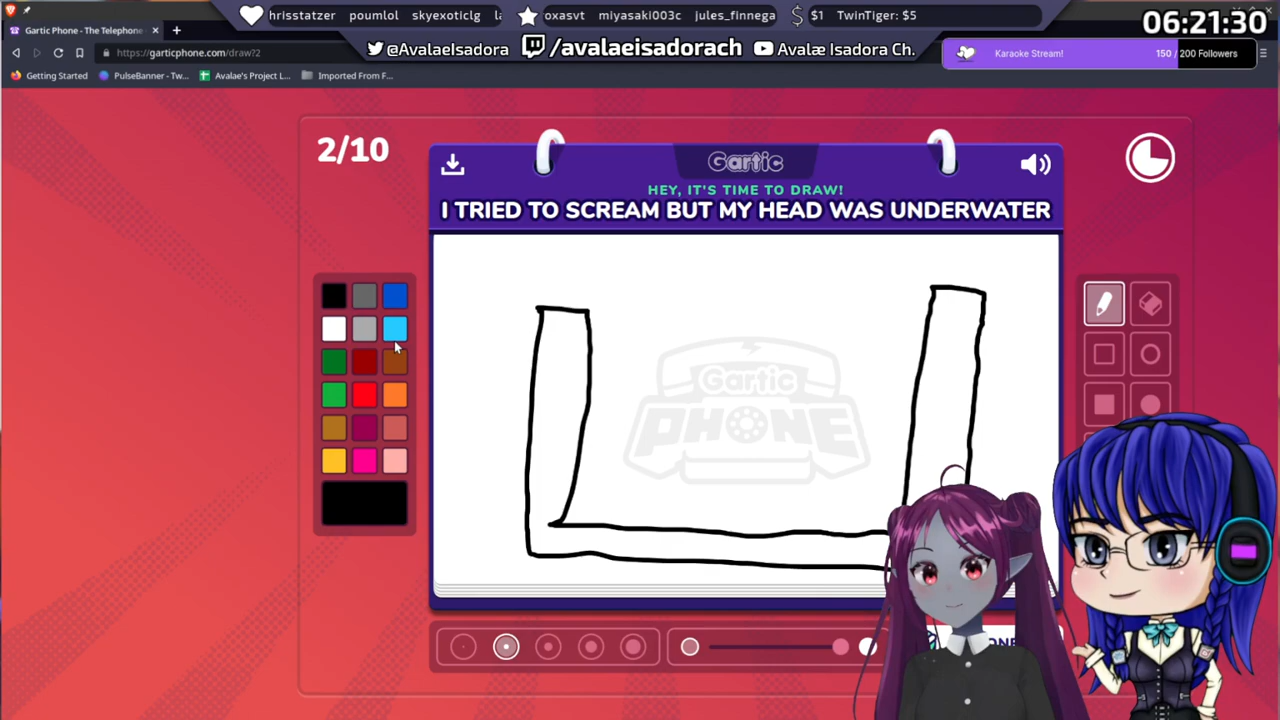 hrisstatzer poumlol skyexoticlg
oxasvt miyasaki003c jules_finnega
$1 TwinTiger: $5
06:21:30
Gartic Phone - The Telephone
@AvalaeIsadora
/avalaeisadorach
Avalæ Isadora Ch.
Karaoke Stream!
150 / 200 Followers
https://garticphone.com/draw?2
Getting Started
PulseBanner - Tw...
Avalae's Project L...
Imported From F...
2/10
Gartic
HEY, IT'S TIME TO DRAW!
I TRIED TO SCREAM BUT MY HEAD WAS UNDERWATER
Gartic
PHONE